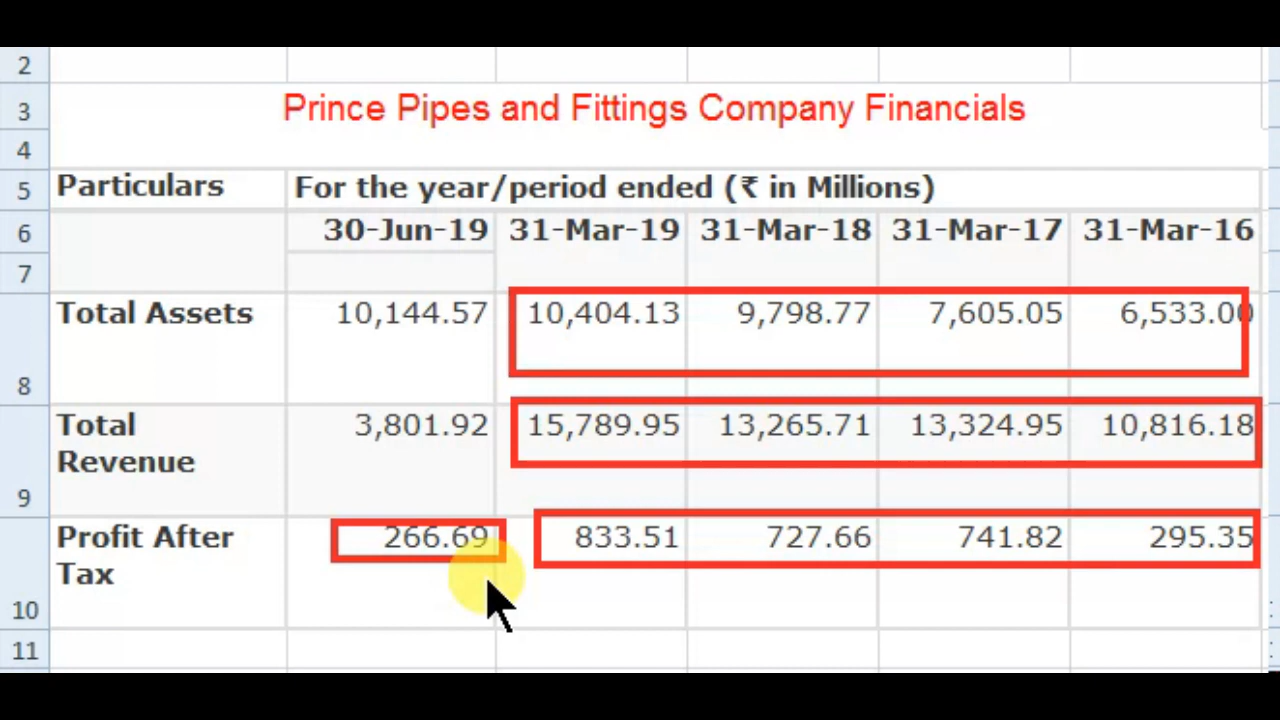 2
3 Prince Pipes and Fittings Company Financials
4
5 Particulars For the year/period ended (₹ in Millions)
6 30-Jun-19 31-Mar-19 31-Mar-18 31-Mar-17 31-Mar-16
7
Total Assets 10,144.57 10,404.13 9,798.77 7,605.05 6,533.00
8
Total 3,801.92 15,789.95 13,265.71 13,324.95 10,816.18
Revenue
9
Profit After 266.69 833.51 727.66 741.82 295.35
Tax
10
11